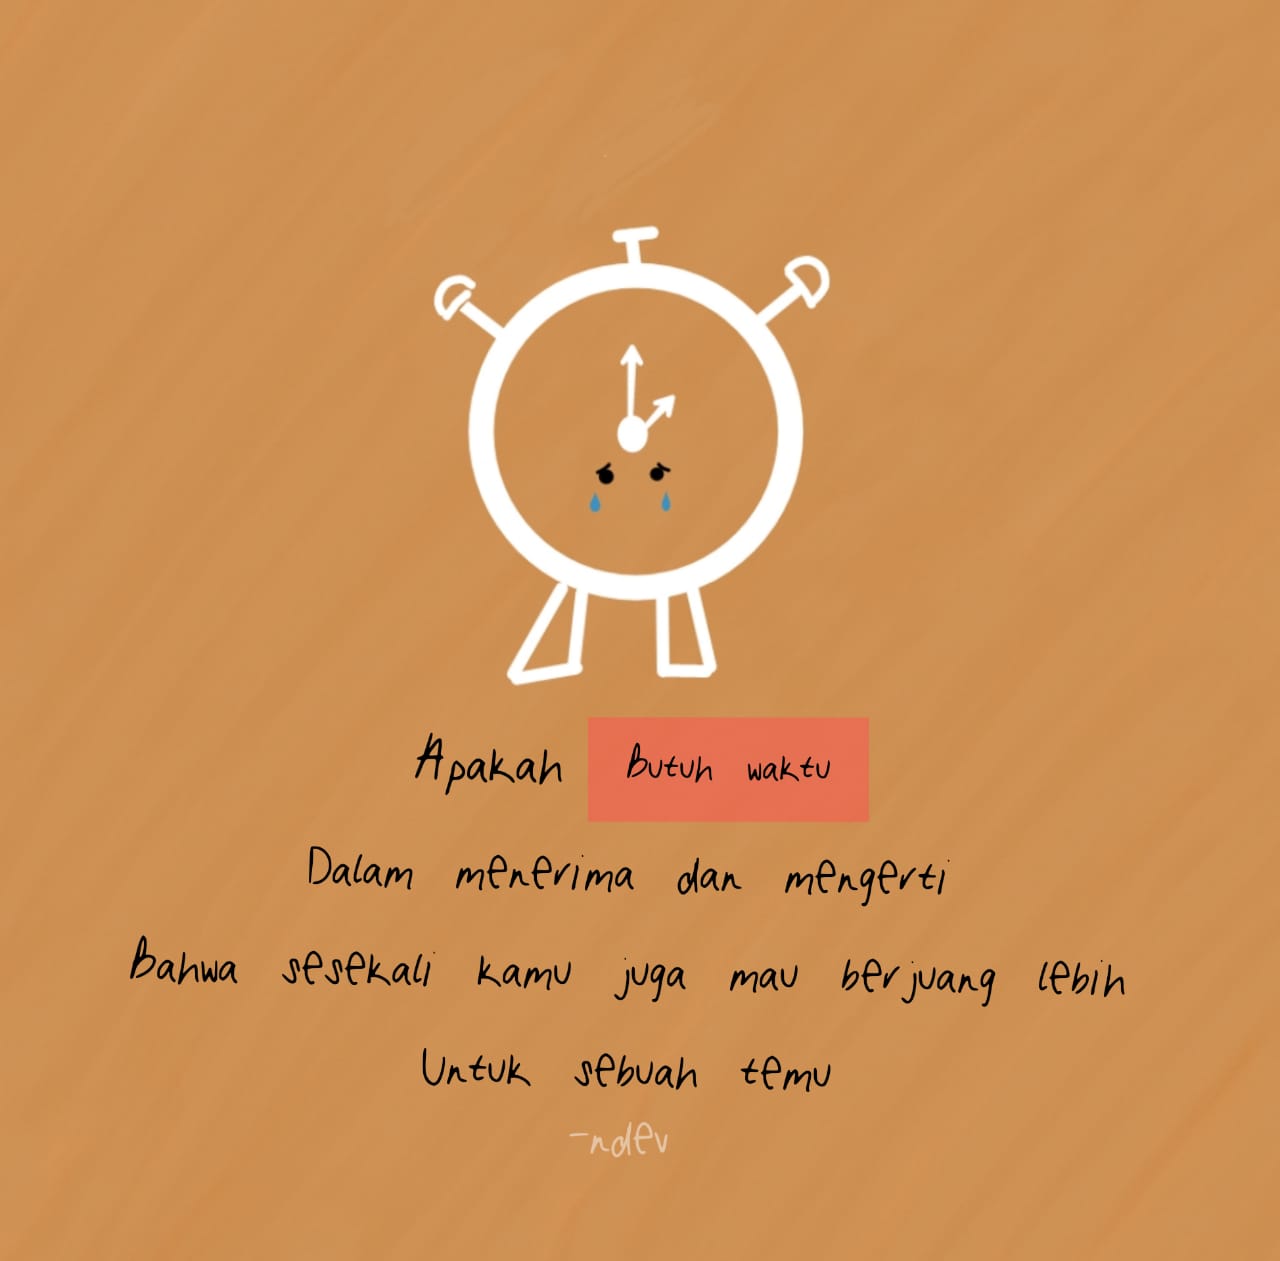 Apakah Butuh waktu
Dalam menerima dan mengerti
Bahwa sesekali kamu juga mau berjuang lebih
Untuk sebuah temu
-ndev